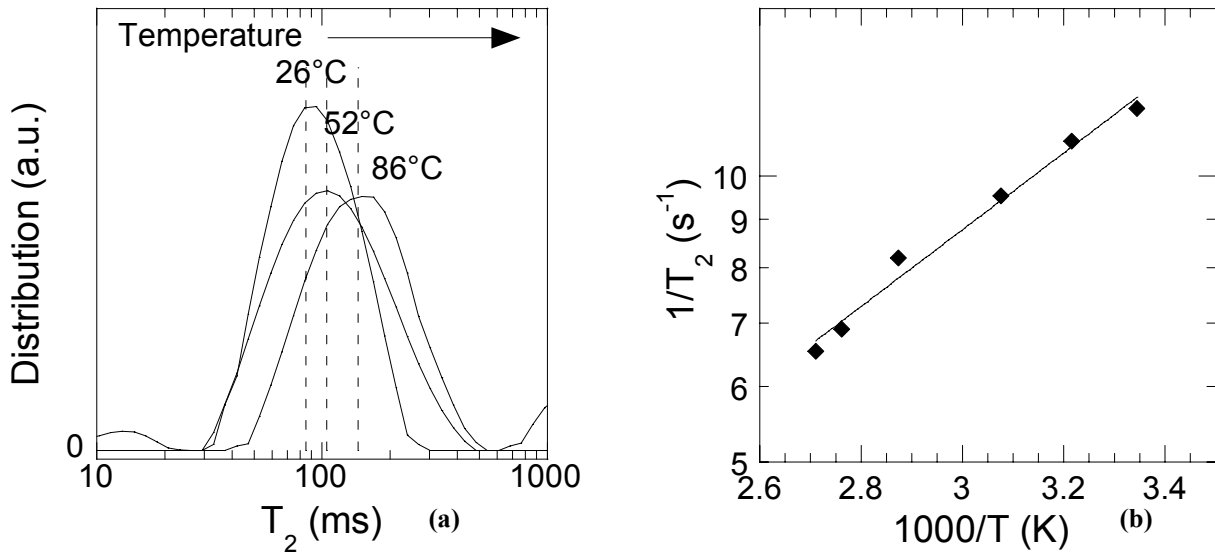 Temperature
26°C
52°C
86°C
Distribution (a.u.)
0
10 100 1000
T₂ (ms) (a)
10
9
8
7
6
5
1/T₂ (s⁻¹)
2.6 2.8 3 3.2 3.4
1000/T (K) (b)